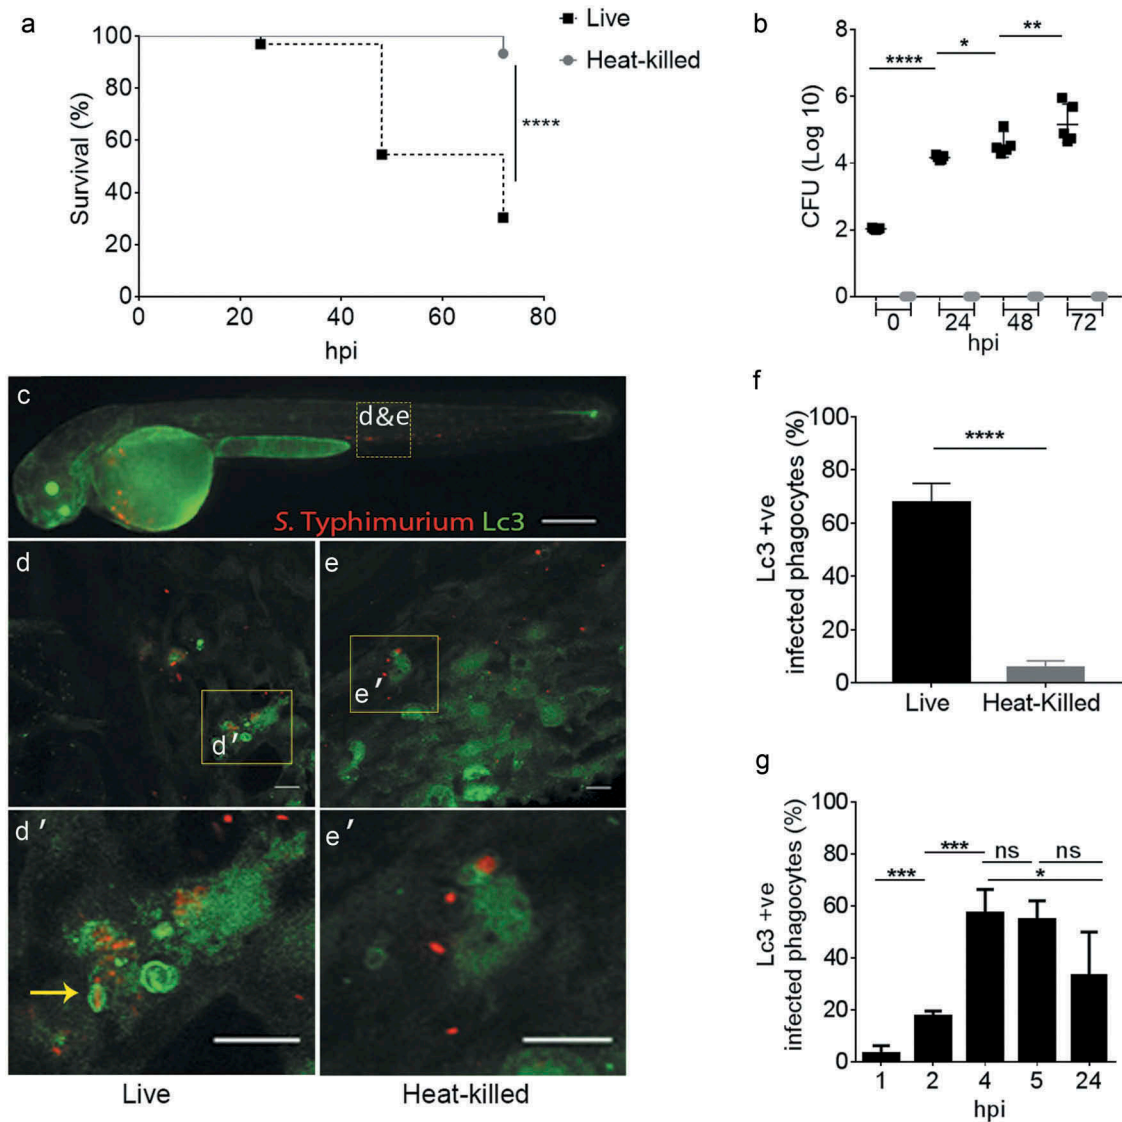 a
Live
Heat-killed
Survival (%)
100
80
60
40
20
0
****
0 20 40 60 80
hpi
b
CFU (Log 10)
8
6
4
2
0
**** * **
0 24 48 72
hpi
c
d&e
S. Typhimurium Lc3
d
d′
e
e′
d′
e′
Live
Heat-killed
f
Lc3 +ve
infected phagocytes (%)
100
80
60
40
20
0
****
Live Heat-Killed
g
Lc3 +ve
infected phagocytes (%)
100
80
60
40
20
0
*** *** ns ns
*
1 2 4 5 24
hpi